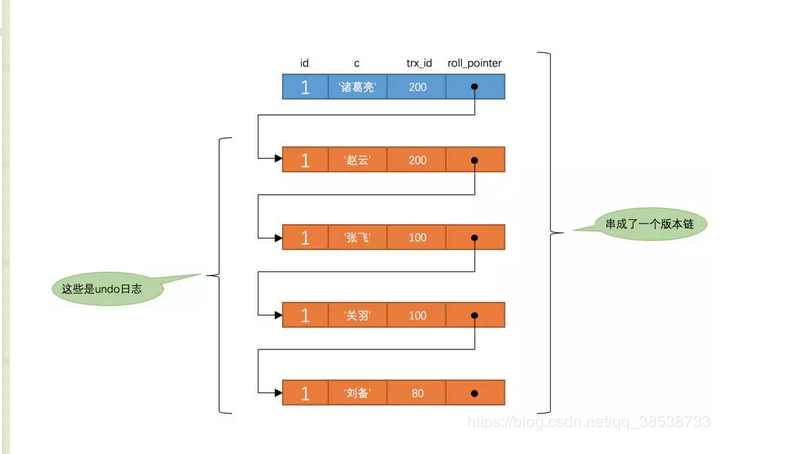 id c trx_id roll_pointer
1 '诸葛亮' 200
1 '赵云' 200
串成了一个版本链
1 '张飞' 100
这些是undo日志
1 '关羽' 100
1 '刘备' 80
https://blog.csdn.net/qq_38538733